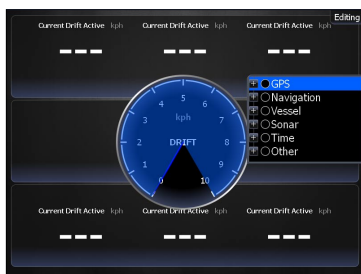 Editing
Current Drift Active kph Current Drift Active kph Current Drift Active kph
--- --- ---
GPS
Navigation
Vessel
Sonar
Time
Other
0 1 2 3 4 5 6 7 8 9 10
kph
DRIFT
Current Drift Active kph Current Drift Active kph Current Drift Active kph
--- --- ---